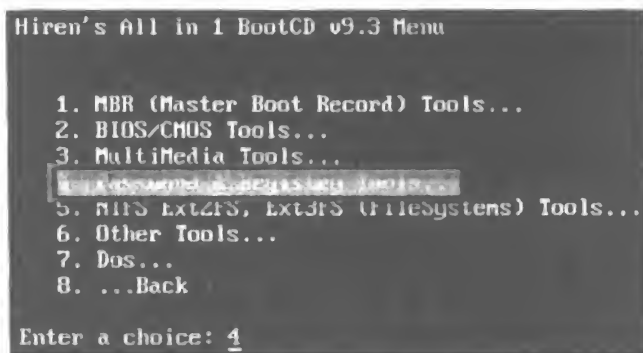 Hiren's All in 1 BootCD v9.3 Menu
1. MBR (Master Boot Record) Tools...
2. BIOS/CMOS Tools...
3. MultiMedia Tools...
Tools...
5. NTFS Ext2FS, Ext3FS (FileSystems) Tools...
6. Other Tools...
7. Dos...
8. ...Back
Enter a choice: 4